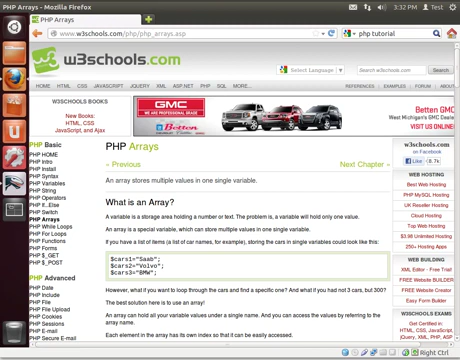 PHP Arrays - Mozilla Firefox
3:32 PM
Test
PHP Arrays
www.w3schools.com/php/php_arrays.asp
php tutorial
w3schools.com
Select Language
Search w3schools.com
Search
HOME HTML CSS JAVASCRIPT JQUERY XML ASP PHP SQL MORE...
REFERENCES | EXAMPLES | FORUM | ABOUT
W3SCHOOLS BOOKS
New Books:
HTML, CSS
JavaScript, and Ajax
GMC
WE ARE PROFESSIONAL GRADE
Betten
Betten GMC
West Michigan's GMC Dealer
VISIT US ONLINE
PHP Basic
PHP HOME
PHP Intro
PHP Install
PHP Syntax
PHP Variables
PHP String
PHP Operators
PHP If...Else
PHP Switch
PHP Arrays
PHP While Loops
PHP For Loops
PHP Functions
PHP Forms
PHP $_GET
PHP $_POST
PHP Advanced
PHP Date
PHP Include
PHP File
PHP File Upload
PHP Cookies
PHP Sessions
PHP E-mail
PHP Secure E-mail
PHP Arrays
« Previous
Next Chapter »
An array stores multiple values in one single variable.
What is an Array?
A variable is a storage area holding a number or text. The problem is, a variable will hold only one value.
An array is a special variable, which can store multiple values in one single variable.
If you have a list of items (a list of car names, for example), storing the cars in single variables could look like this:
$cars1="Saab";
$cars2="Volvo";
$cars3="BMW";
However, what if you want to loop through the cars and find a specific one? And what if you had not 3 cars, but 300?
The best solution here is to use an array!
An array can hold all your variable values under a single name. And you can access the values by referring to the
array name.
Each element in the array has its own index so that it can be easily accessed.
w3schools.com
on Facebook
Like
8.7k
WEB HOSTING
Best Web Hosting
PHP MySQL Hosting
UK Reseller Hosting
Cloud Hosting
Top Web Hosting
$3.98 Unlimited Hosting
250+ Hosting Apps
WEB BUILDING
XML Editor - Free Trial!
FREE Website BUILDER
FREE Website Creator
Easy Form Builder
W3SCHOOLS EXAMS
Get Certified in:
HTML, CSS, JavaScript,
jQuery, XML, PHP, ASP
Right Ctrl